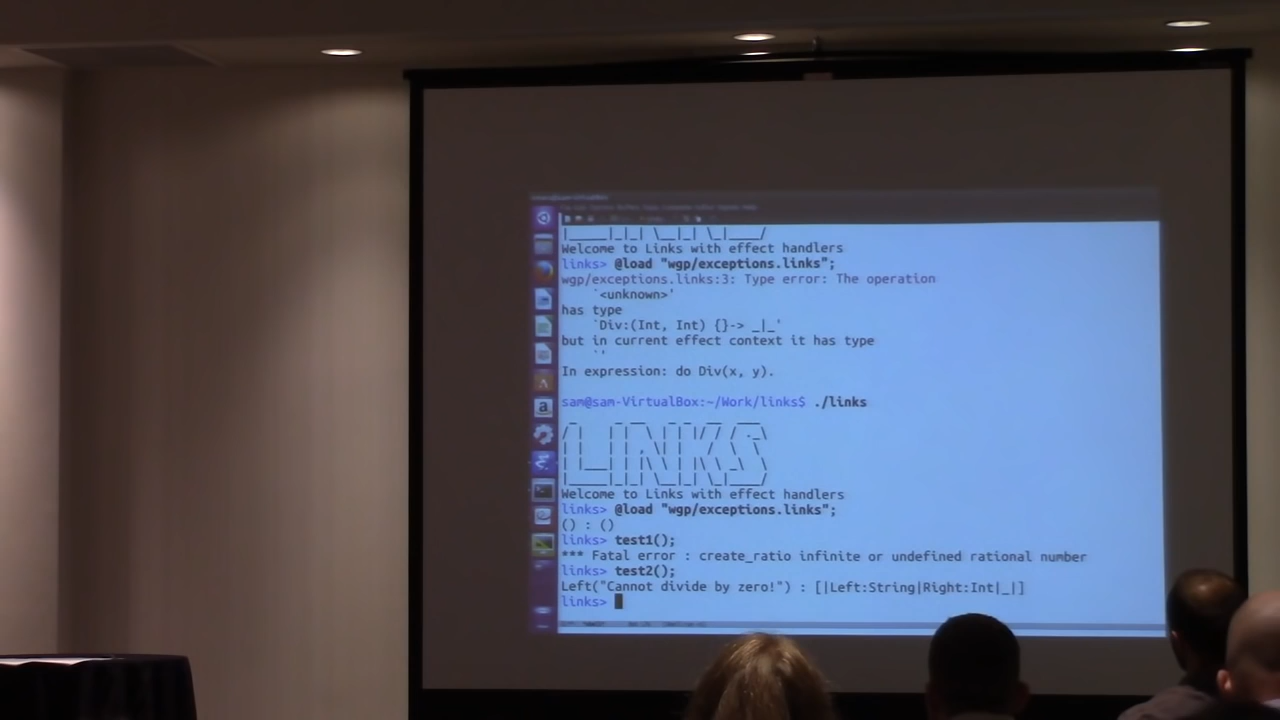 Welcome to Links with effect handlers
links> @load "wgp/exceptions.links";
wgp/exceptions.links:3: Type error: The operation
`<unknown>'
has type
`Div:(Int, Int) {}-> _|_'
but in current effect context it has type
`'
In expression: do Div(x, y).
sam@sam-VirtualBox:~/Work/links$ ./links
LINKS
Welcome to Links with effect handlers
links> @load "wgp/exceptions.links";
() : ()
links> test1();
*** Fatal error : create_ratio infinite or undefined rational number
links> test2();
Left("Cannot divide by zero!") : [|Left:String|Right:Int|_|]
links>